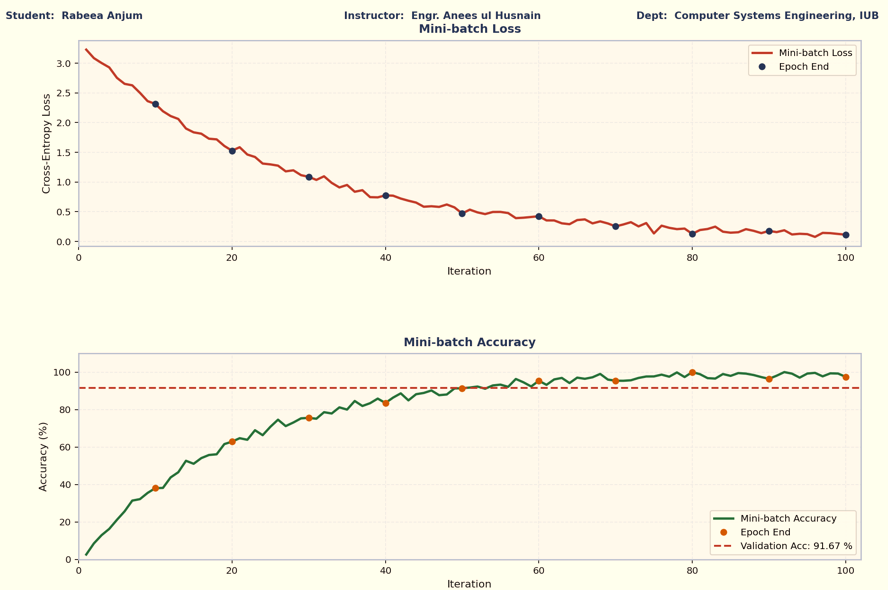 Student:  Rabeea Anjum
Instructor:  Engr. Anees ul Husnain
Dept:  Computer Systems Engineering, IUB
Mini-batch Loss
Cross-Entropy Loss
3.0
2.5
2.0
1.5
1.0
0.5
0.0
Mini-batch Loss
Epoch End
0 20 40 60 80 100
Iteration
Mini-batch Accuracy
Accuracy (%)
100
80
60
40
20
0
Mini-batch Accuracy
Epoch End
Validation Acc: 91.67 %
0 20 40 60 80 100
Iteration